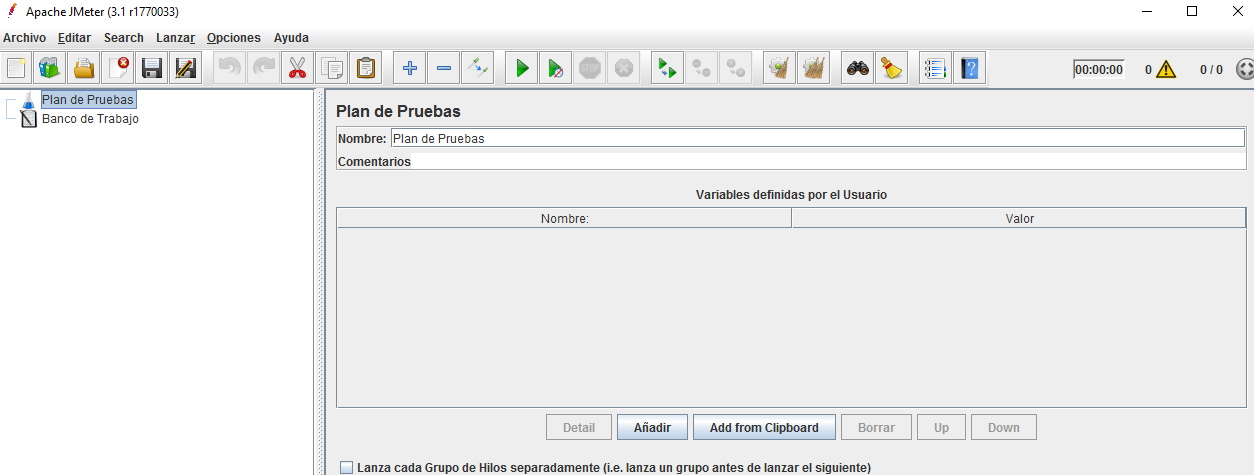 Apache JMeter (3.1 r1770033)
Archivo Editar Search Lanzar Opciones Ayuda
STOP 00:00:00 0 0 / 0
Plan de Pruebas
Banco de Trabajo
Plan de Pruebas
Nombre: Plan de Pruebas
Comentarios
Variables definidas por el Usuario
Nombre: Valor
Detail Añadir Add from Clipboard Borrar Up Down
Lanza cada Grupo de Hilos separadamente (i.e. lanza un grupo antes de lanzar el siguiente)